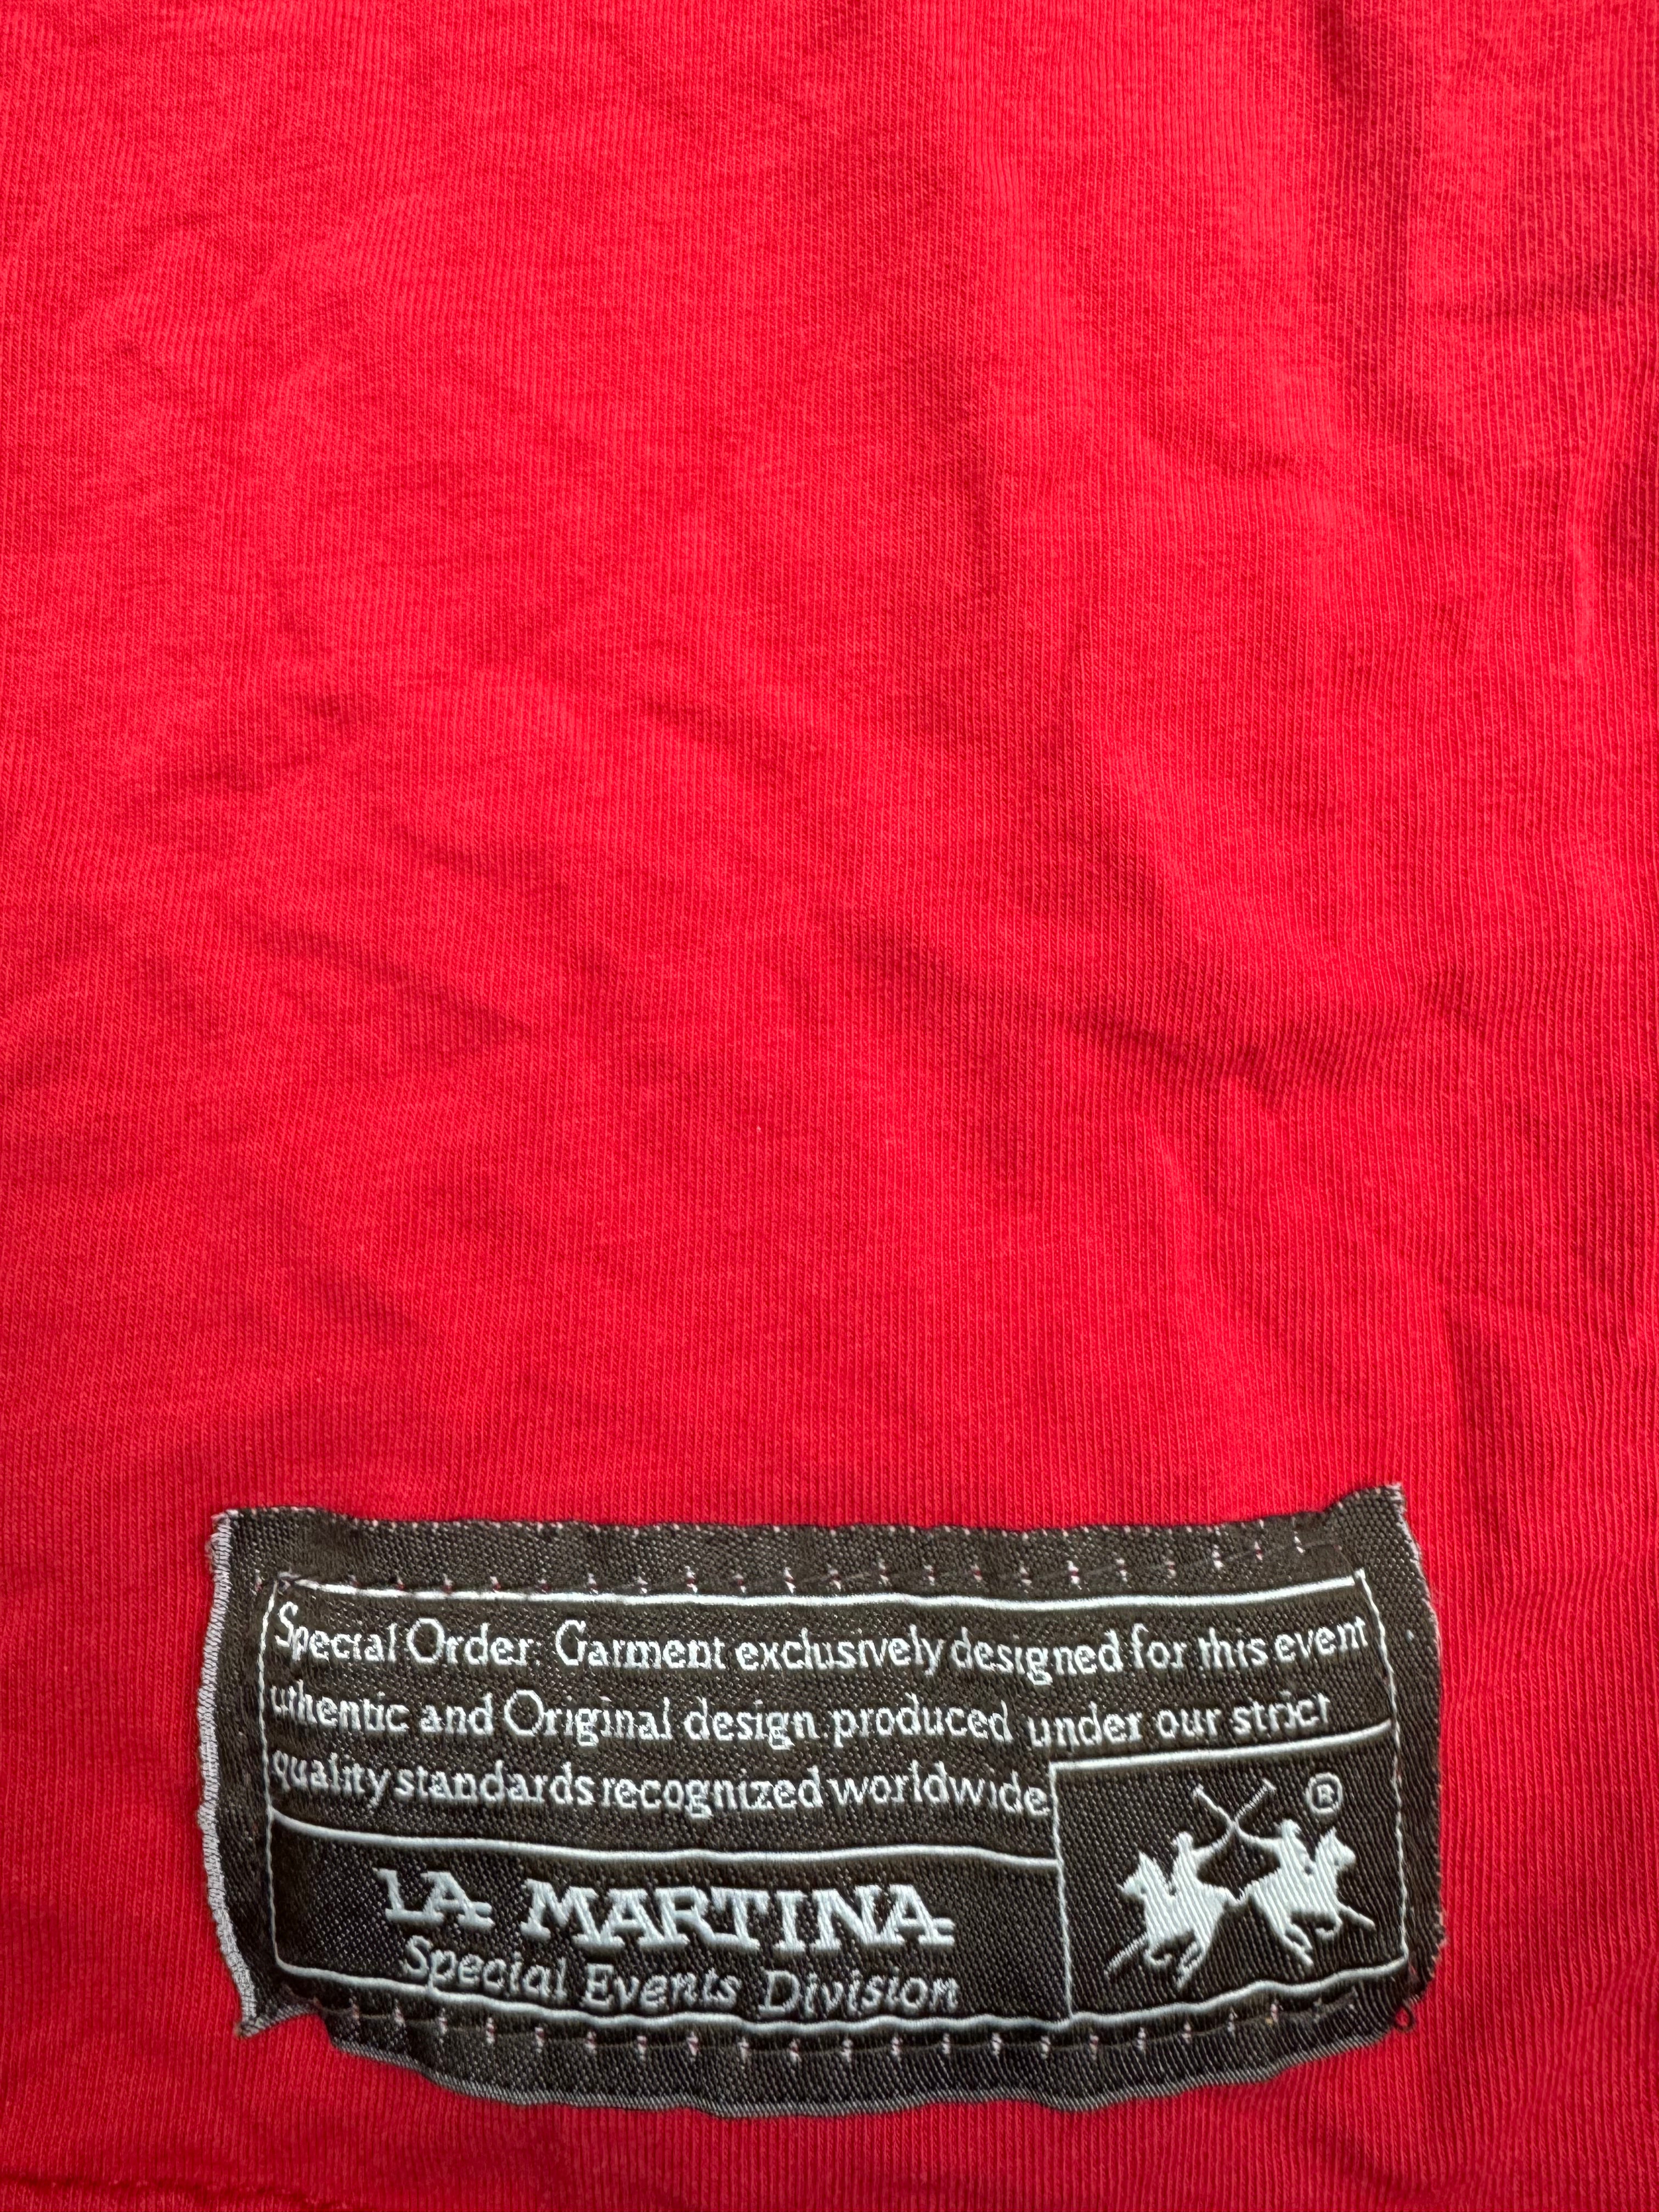 Special Order: Garment exclusively designed for this event
uthentic and Original design produced under our strict
quality standards recognized worldwide
®
LA MARTINA
Special Events Division